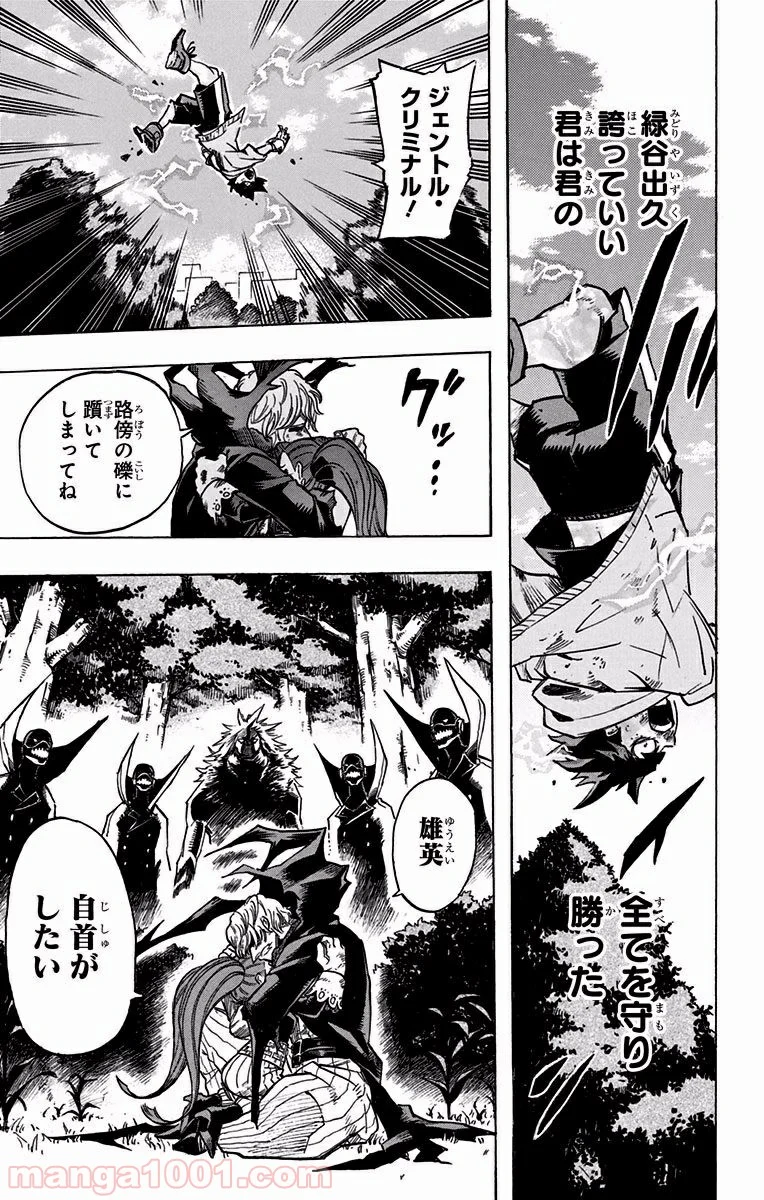 緑谷出久
誇っていい
君は君の
全てを守り
勝った
ジェントル・
クリミナル!
グッ…
路傍の礫に
躓いて
しまってね
雄英
自首が
したい
manga1001.com